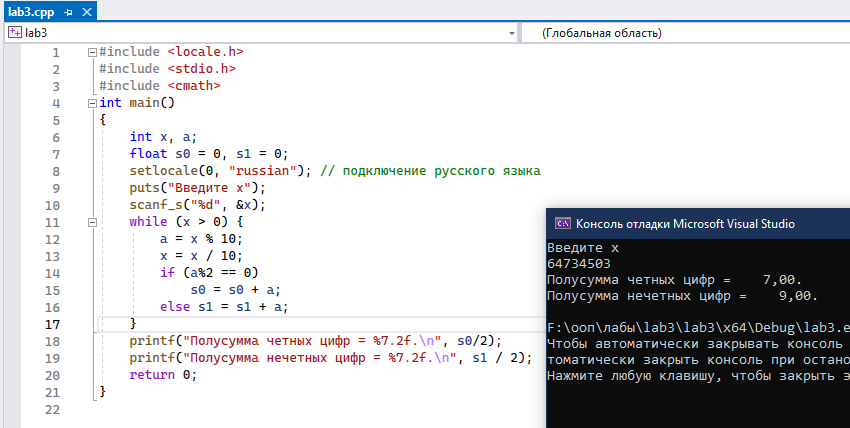 lab3.cpp
lab3 (Глобальная область)
1 #include <locale.h>
2 #include <stdio.h>
3 #include <cmath>
4 int main()
5 {
6 int x, a;
7 float s0 = 0, s1 = 0;
8 setlocale(0, "russian"); // подключение русского языка
9 puts("Введите x");
10 scanf_s("%d", &x);
11 while (x > 0) {
12 a = x % 10;
13 x = x / 10;
14 if (a%2 == 0)
15 s0 = s0 + a;
16 else s1 = s1 + a;
17 }
18 printf("Полусумма четных цифр = %7.2f.\n", s0/2);
19 printf("Полусумма нечетных цифр = %7.2f.\n", s1 / 2);
20 return 0;
21 }
22
Консоль отладки Microsoft Visual Studio
Введите x
64734503
Полусумма четных цифр =    7,00.
Полусумма нечетных цифр =    9,00.
F:\ооп\лабы\lab3\lab3\x64\Debug\lab3.e
Чтобы автоматически закрывать консоль
томатически закрыть консоль при остано
Нажмите любую клавишу, чтобы закрыть э